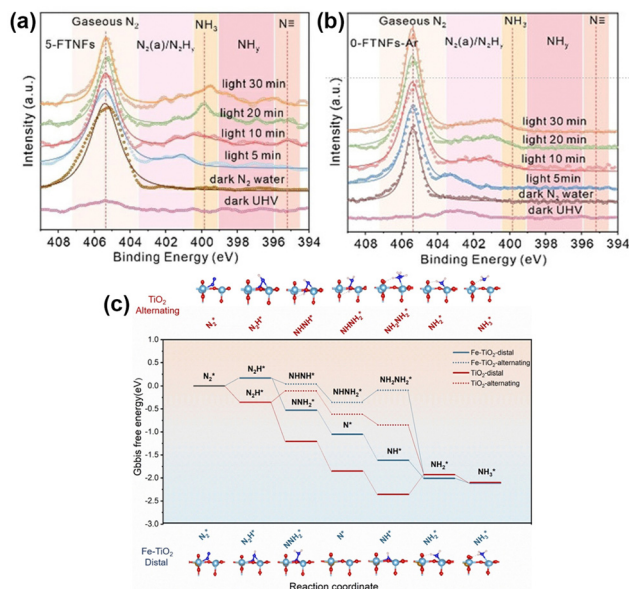 (a)
Gaseous N₂
NH₃
N≡
5-FTNFs
N₂(a)/N₂Hᵧ
NHᵧ
light 30 min
light 20 min
light 10 min
light 5 min
dark N₂ water
dark UHV
Intensity (a.u.)
408 406 404 402 400 398 396 394
Binding Energy (eV)
(b)
Gaseous N₂
NH₃
N≡
0-FTNFs-Ar
N₂(a)/N₂Hᵧ
NHᵧ
light 30 min
light 20 min
light 10 min
light 5min
dark N₂ water
dark UHV
Intensity (a.u.)
408 406 404 402 400 398 396 394
Binding Energy (eV)
(c)
TiO₂
Alternating
N₂* N₂H* NHNH* NHNH₂* NH₂NH₂* NH₂* NH₃*
Gbbis free energy(eV)
1.0
0.5
0.0
-0.5
-1.0
-1.5
-2.0
-2.5
-3.0
Fe-TiO₂-distal
Fe-TiO₂-alternating
TiO₂-distal
TiO₂-alternating
N₂*
N₂H*
NHNH*
NHNH₂*
NH₂NH₂*
N₂H*
NNH₂*
N*
NH*
NH₂*
NH₃*
Fe-TiO₂
Distal
N₂* N₂H* NNH₂* N* NH* NH₂* NH₃*
Reaction coordinate